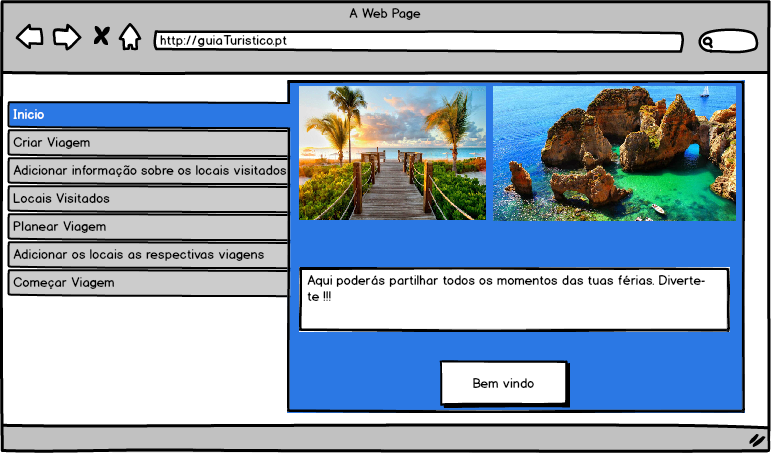 A Web Page
http://guiaTuristico.pt
Inicio
Criar Viagem
Adicionar informação sobre os locais visitados
Locais Visitados
Planear Viagem
Adicionar os locais as respectivas viagens
Começar Viagem
Aqui poderás partilhar todos os momentos das tuas férias. Diverte-
te !!!
Bem vindo